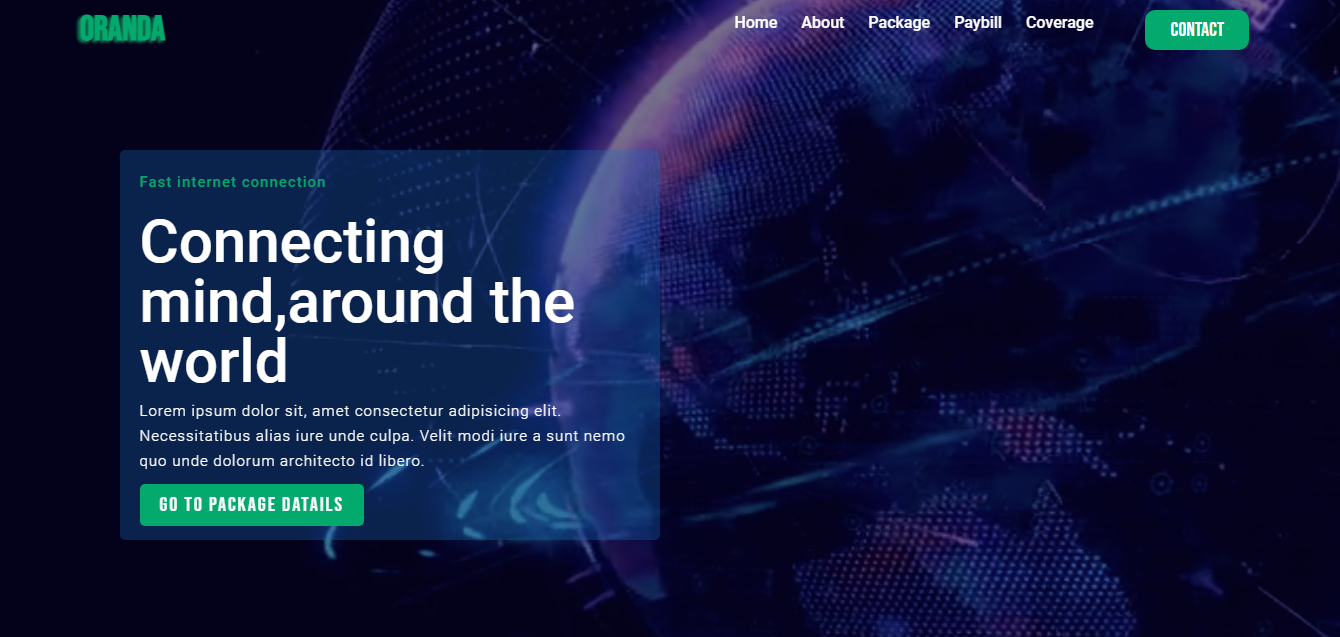 ORANDA
Home About Package Paybill Coverage CONTACT
Fast internet connection
Connecting
mind,around the
world
Lorem ipsum dolor sit, amet consectetur adipisicing elit.
Necessitatibus alias iure unde culpa. Velit modi iure a sunt nemo
quo unde dolorum architecto id libero.
GO TO PACKAGE DATAILS